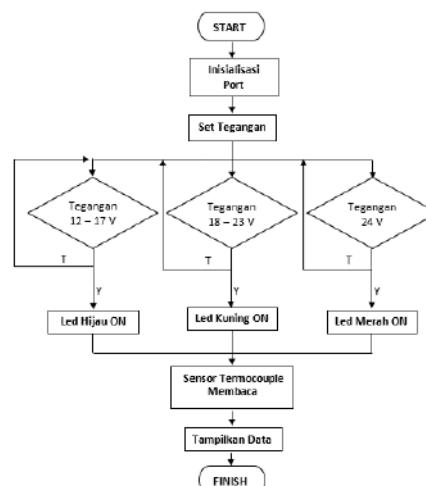 START
Inisialisasi
Port
Set Tegangan
Tegangan
12 – 17 V
Tegangan
18 – 23 V
Tegangan
24 V
T
T
T
Y
Y
Y
Led Hijau ON
Led Kuning ON
Led Merah ON
Sensor Termocouple
Membaca
Tampilkan Data
FINISH